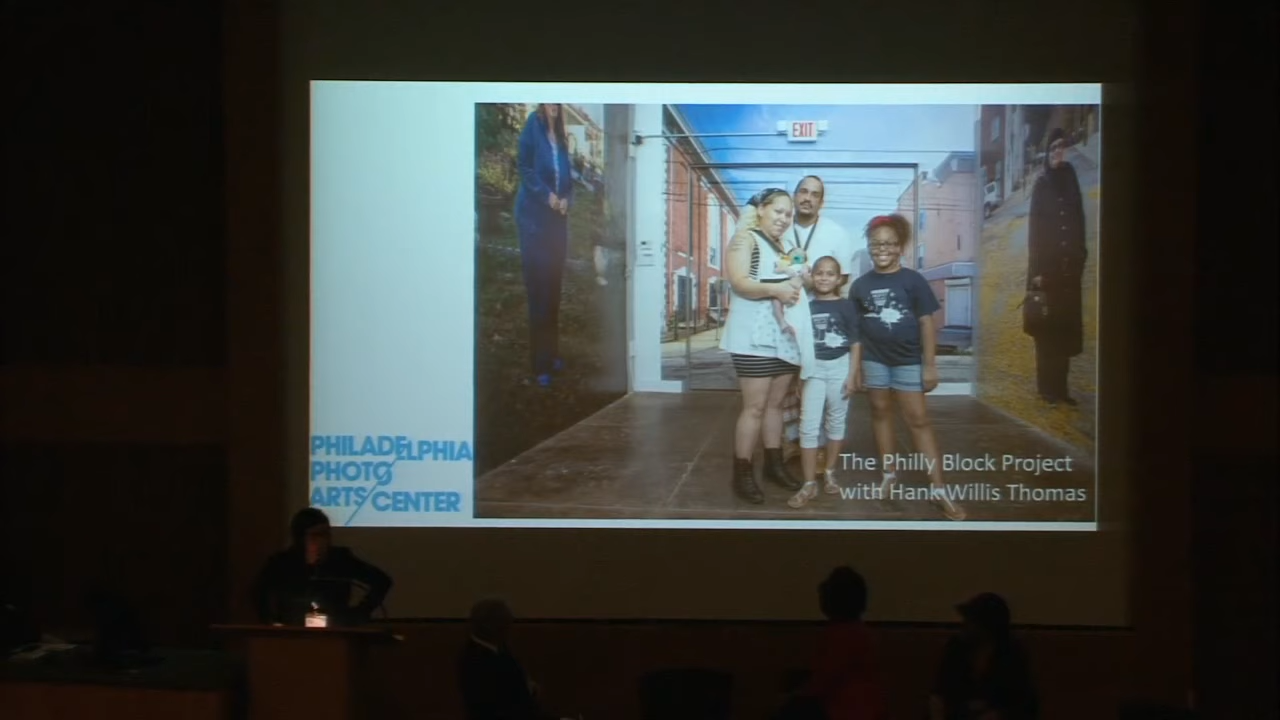 EXIT
PHILADELPHIA
PHOTO
ARTS/CENTER
The Philly Block Project
with Hank Willis Thomas